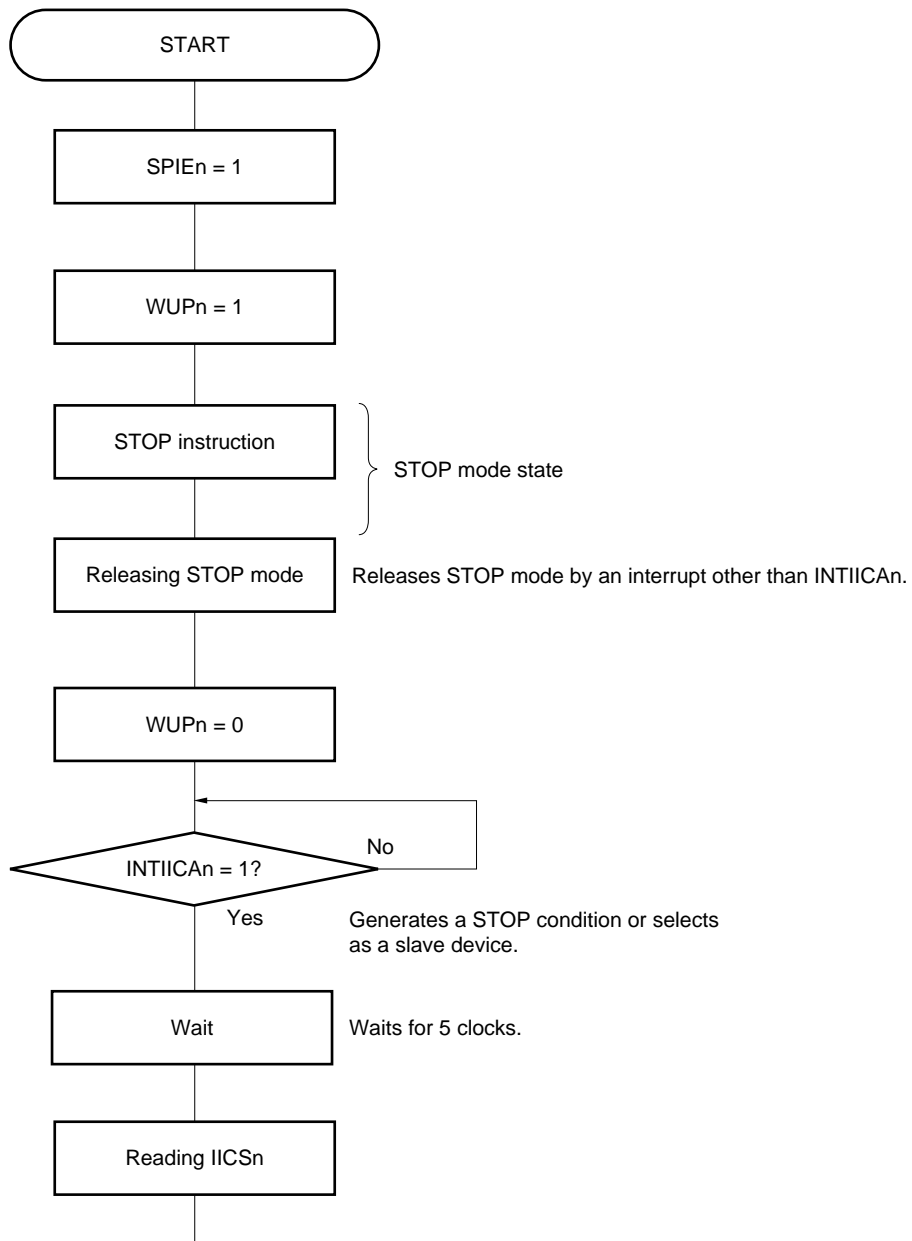 START
SPIEn = 1
WUPn = 1
STOP instruction
STOP mode state
Releasing STOP mode
Releases STOP mode by an interrupt other than INTIICAn.
WUPn = 0
INTIICAn = 1?
No
Yes
Generates a STOP condition or selects
as a slave device.
Wait
Waits for 5 clocks.
Reading IICSn